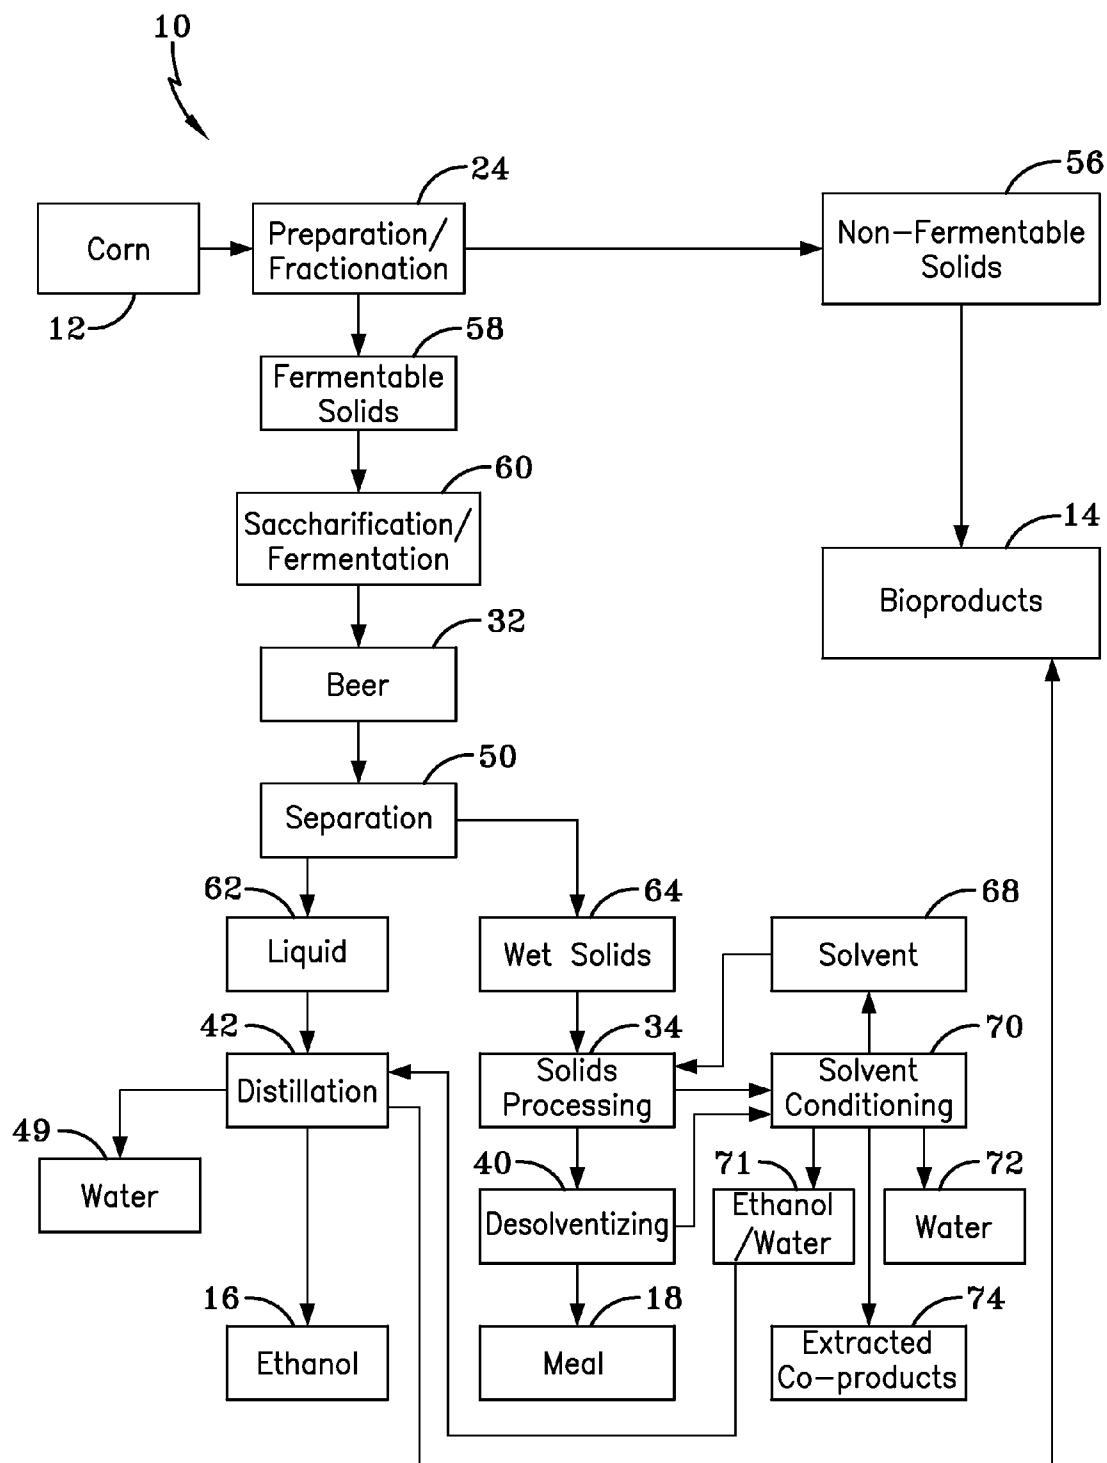 10
24
56
Corn
Preparation/
Fractionation
Non-Fermentable
Solids
12
58
Fermentable
Solids
60
14
Saccharification/
Fermentation
Bioproducts
32
Beer
50
Separation
62
64
68
Liquid
Wet Solids
Solvent
42
34
70
Distillation
Solids
Processing
Solvent
Conditioning
49
40
71
72
Water
Desolventizing
Ethanol
/Water
Water
16
18
74
Ethanol
Meal
Extracted
Co-products